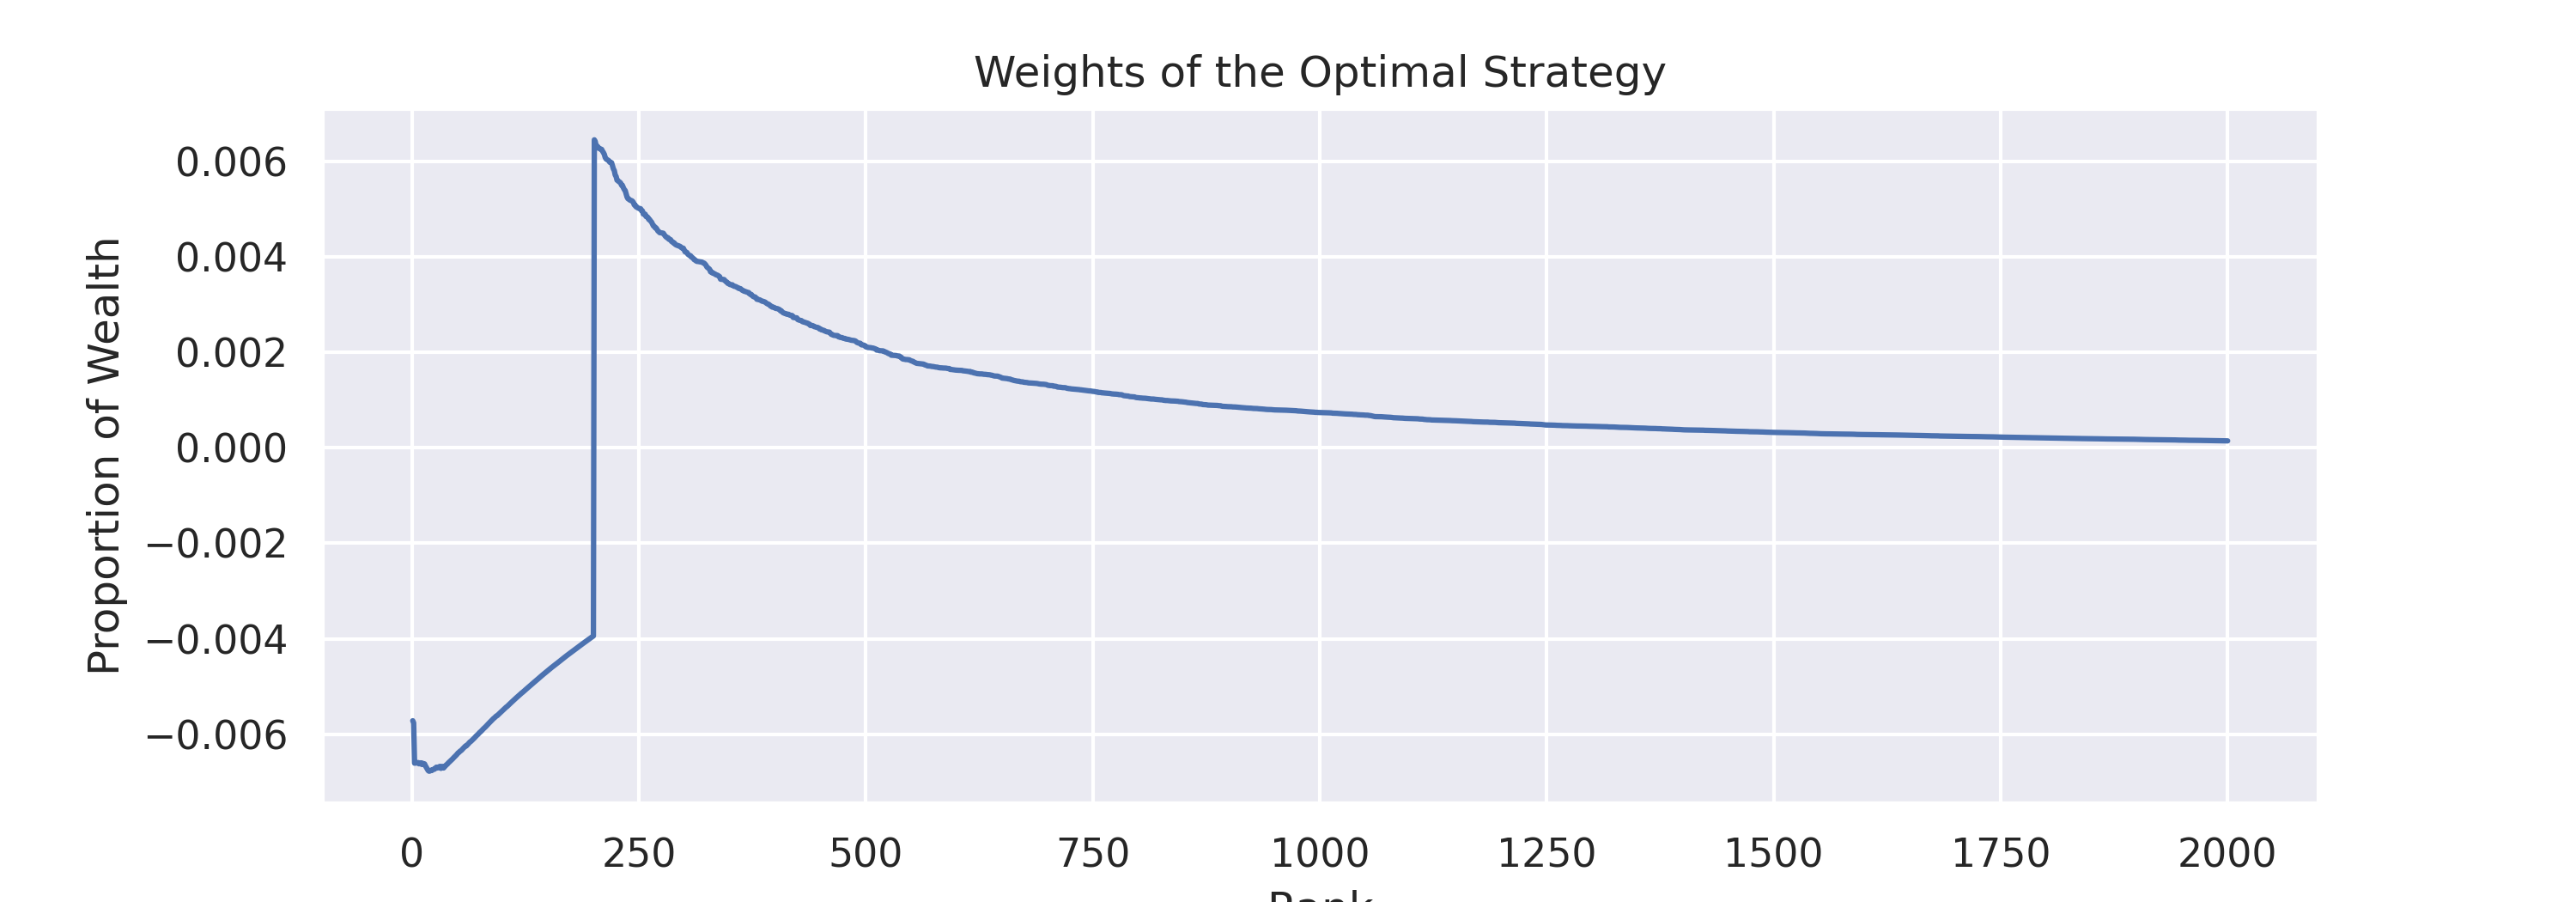 Weights of the Optimal Strategy
Proportion of Wealth
0.006
0.004
0.002
0.000
−0.002
−0.004
−0.006
0 250 500 750 1000 1250 1500 1750 2000
Rank